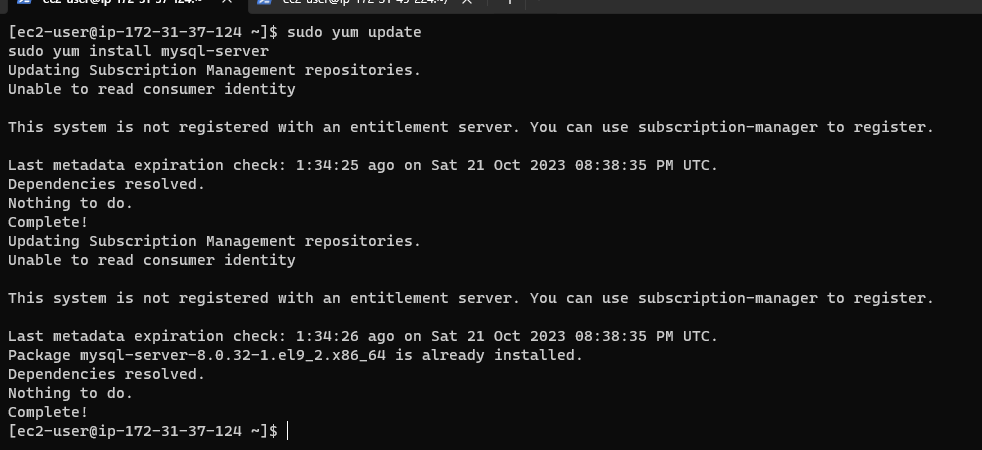 [ec2-user@ip-172-31-37-124 ~]$ sudo yum update
sudo yum install mysql-server
Updating Subscription Management repositories.
Unable to read consumer identity
This system is not registered with an entitlement server. You can use subscription-manager to register.
Last metadata expiration check: 1:34:25 ago on Sat 21 Oct 2023 08:38:35 PM UTC.
Dependencies resolved.
Nothing to do.
Complete!
Updating Subscription Management repositories.
Unable to read consumer identity
This system is not registered with an entitlement server. You can use subscription-manager to register.
Last metadata expiration check: 1:34:26 ago on Sat 21 Oct 2023 08:38:35 PM UTC.
Package mysql-server-8.0.32-1.el9_2.x86_64 is already installed.
Dependencies resolved.
Nothing to do.
Complete!
[ec2-user@ip-172-31-37-124 ~]$